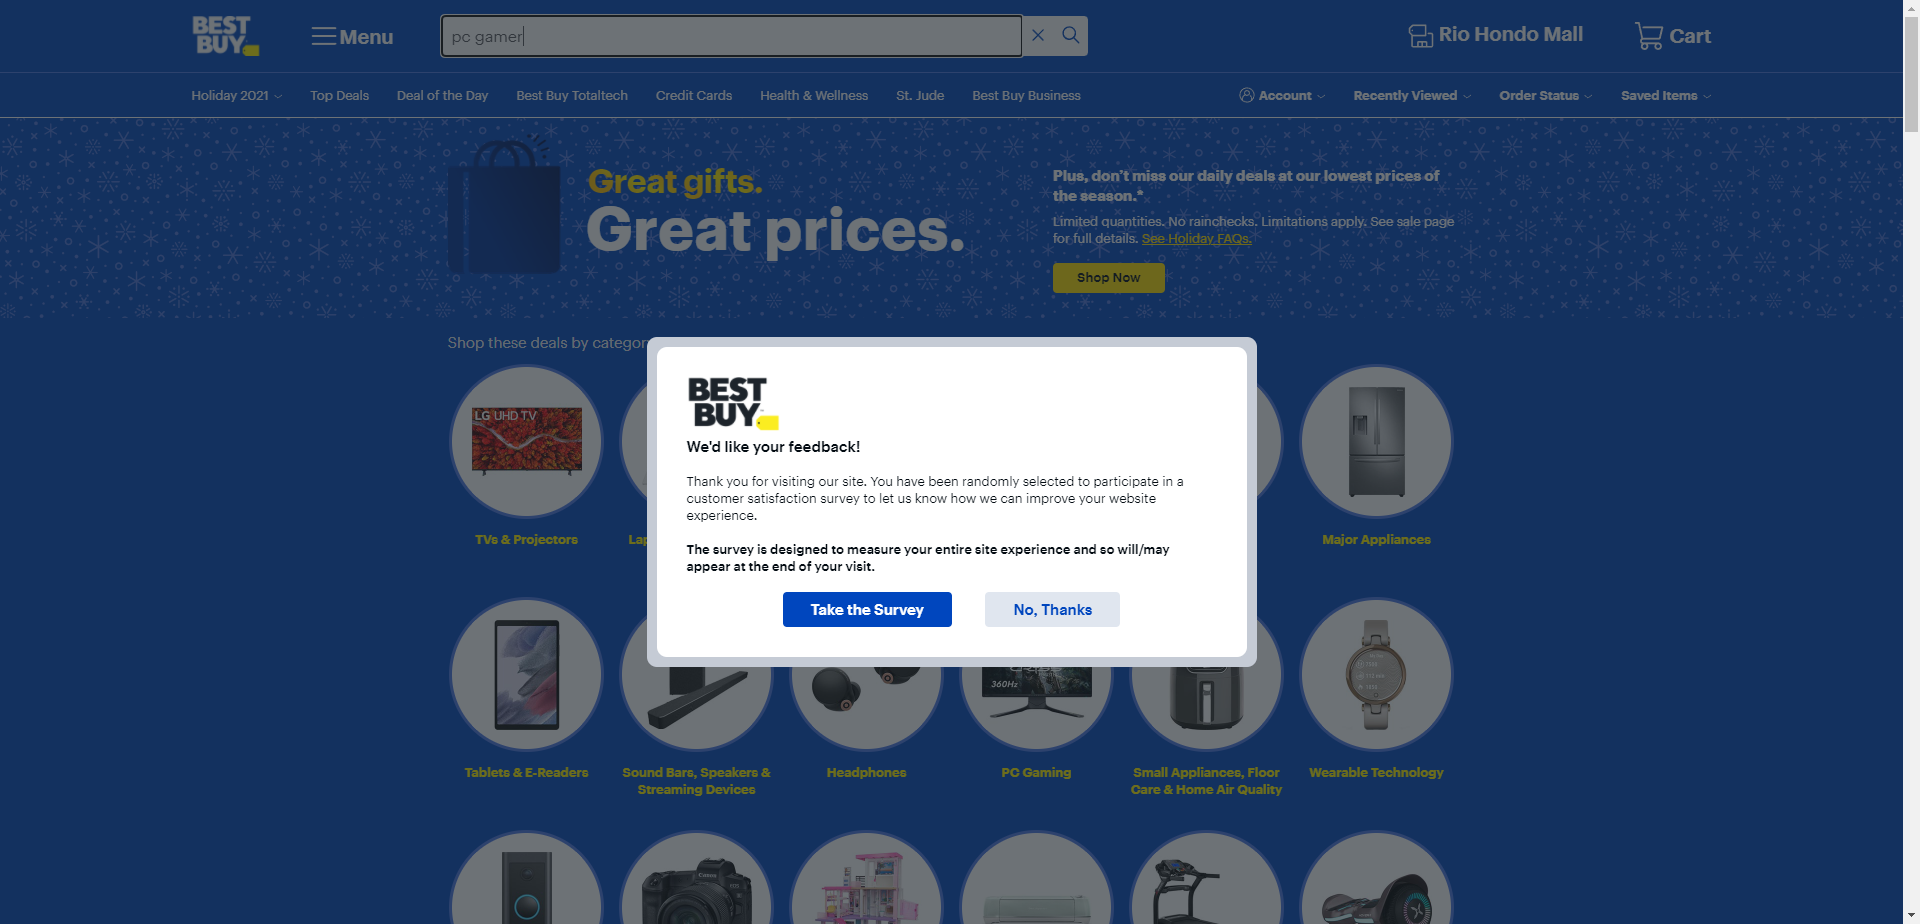 BEST BUY
Menu
pc gamer
Rio Hondo Mall
Cart
Holiday 2021
Top Deals
Deal of the Day
Best Buy Totaltech
Credit Cards
Health & Wellness
St. Jude
Best Buy Business
Account
Recently Viewed
Order Status
Saved Items
Great gifts.
Great prices.
Plus, don't miss our daily deals at our lowest prices of
the season.*
Limited quantities. No rainchecks. Limitations apply. See sale page
for full details. See Holiday FAQs.
Shop Now
Shop these deals by categor
LG UHD TV
TVs & Projectors
Lap
Major Appliances
BEST
BUY
We'd like your feedback!
Thank you for visiting our site. You have been randomly selected to participate in a
customer satisfaction survey to let us know how we can improve your website
experience.
The survey is designed to measure your entire site experience and so will/may
appear at the end of your visit.
Take the Survey
No, Thanks
360Hz
Tablets & E-Readers
Sound Bars, Speakers &
Streaming Devices
Headphones
PC Gaming
Small Appliances, Floor
Care & Home Air Quality
Wearable Technology
Canon